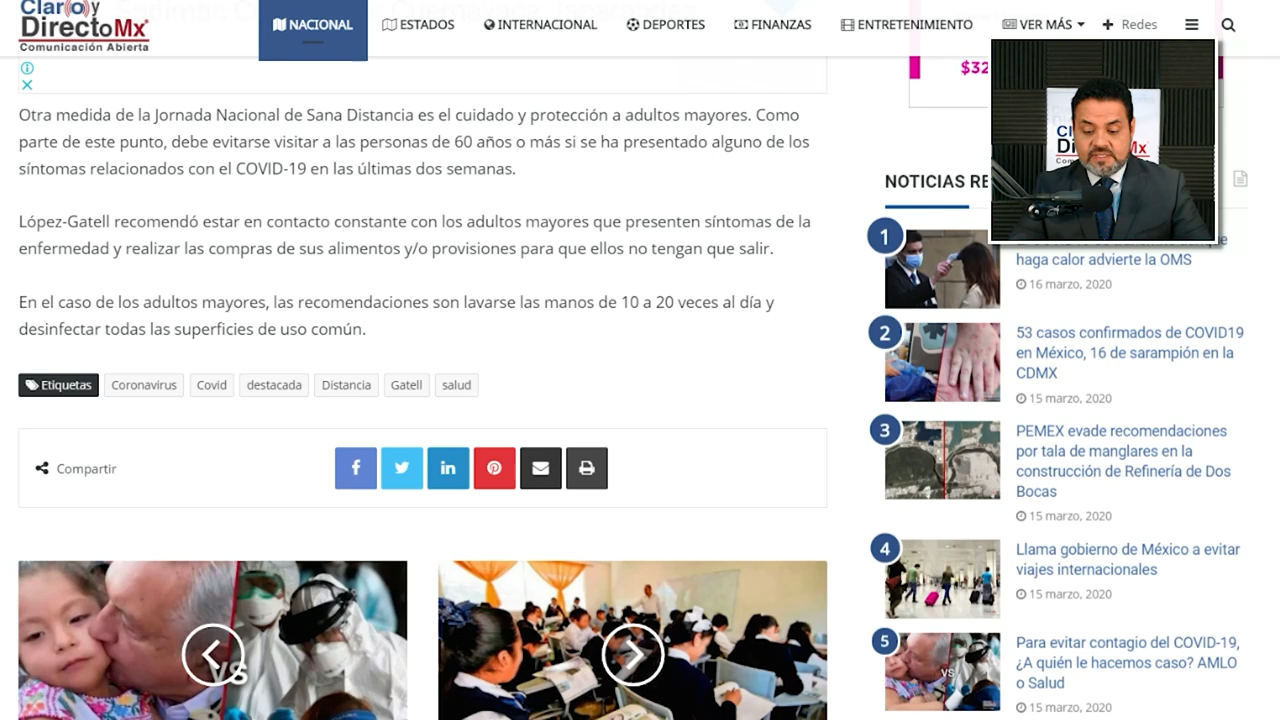 Clar y
DirectoMx
Comunicación Abierta
NACIONAL
ESTADOS
INTERNACIONAL
DEPORTES
FINANZAS
ENTRETENIMIENTO
VER MÁS
Redes
$32
Otra medida de la Jornada Nacional de Sana Distancia es el cuidado y protección a adultos mayores. Como
parte de este punto, debe evitarse visitar a las personas de 60 años o más si se ha presentado alguno de los
síntomas relacionados con el COVID-19 en las últimas dos semanas.
López-Gatell recomendó estar en contacto constante con los adultos mayores que presenten síntomas de la
enfermedad y realizar las compras de sus alimentos y/o provisiones para que ellos no tengan que salir.
En el caso de los adultos mayores, las recomendaciones son lavarse las manos de 10 a 20 veces al día y
desinfectar todas las superficies de uso común.
Etiquetas
Coronavirus
Covid
destacada
Distancia
Gatell
salud
Compartir
VS
NOTICIAS RE
1
haga calor advierte la OMS
16 marzo, 2020
2
53 casos confirmados de COVID19
en México, 16 de sarampión en la
CDMX
15 marzo, 2020
3
PEMEX evade recomendaciones
por tala de manglares en la
construcción de Refinería de Dos
Bocas
15 marzo, 2020
4
Llama gobierno de México a evitar
viajes internacionales
15 marzo, 2020
5
VS
Para evitar contagio del COVID-19,
¿A quién le hacemos caso? AMLO
o Salud
15 marzo, 2020